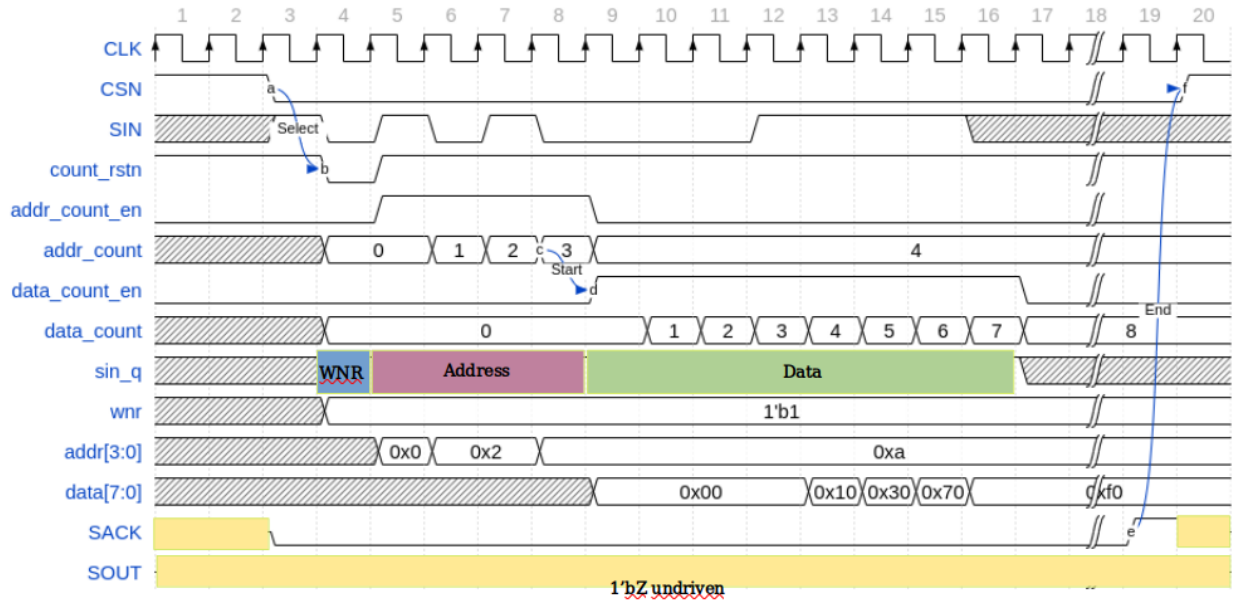 1 2 3 4 5 6 7 8 9 10 11 12 13 14 15 16 17 18 19 20
CLK
CSN a f
SIN Select
count_rstn b
addr_count_en
addr_count 0 1 2 c 3 4
Start
data_count_en d
End
data_count 0 1 2 3 4 5 6 7 8
sin_q WNR Address Data
wnr 1'b1
addr[3:0] 0x0 0x2 0xa
data[7:0] 0x00 0x10 0x30 0x70 0xf0
SACK e
SOUT
1'bZ undriven